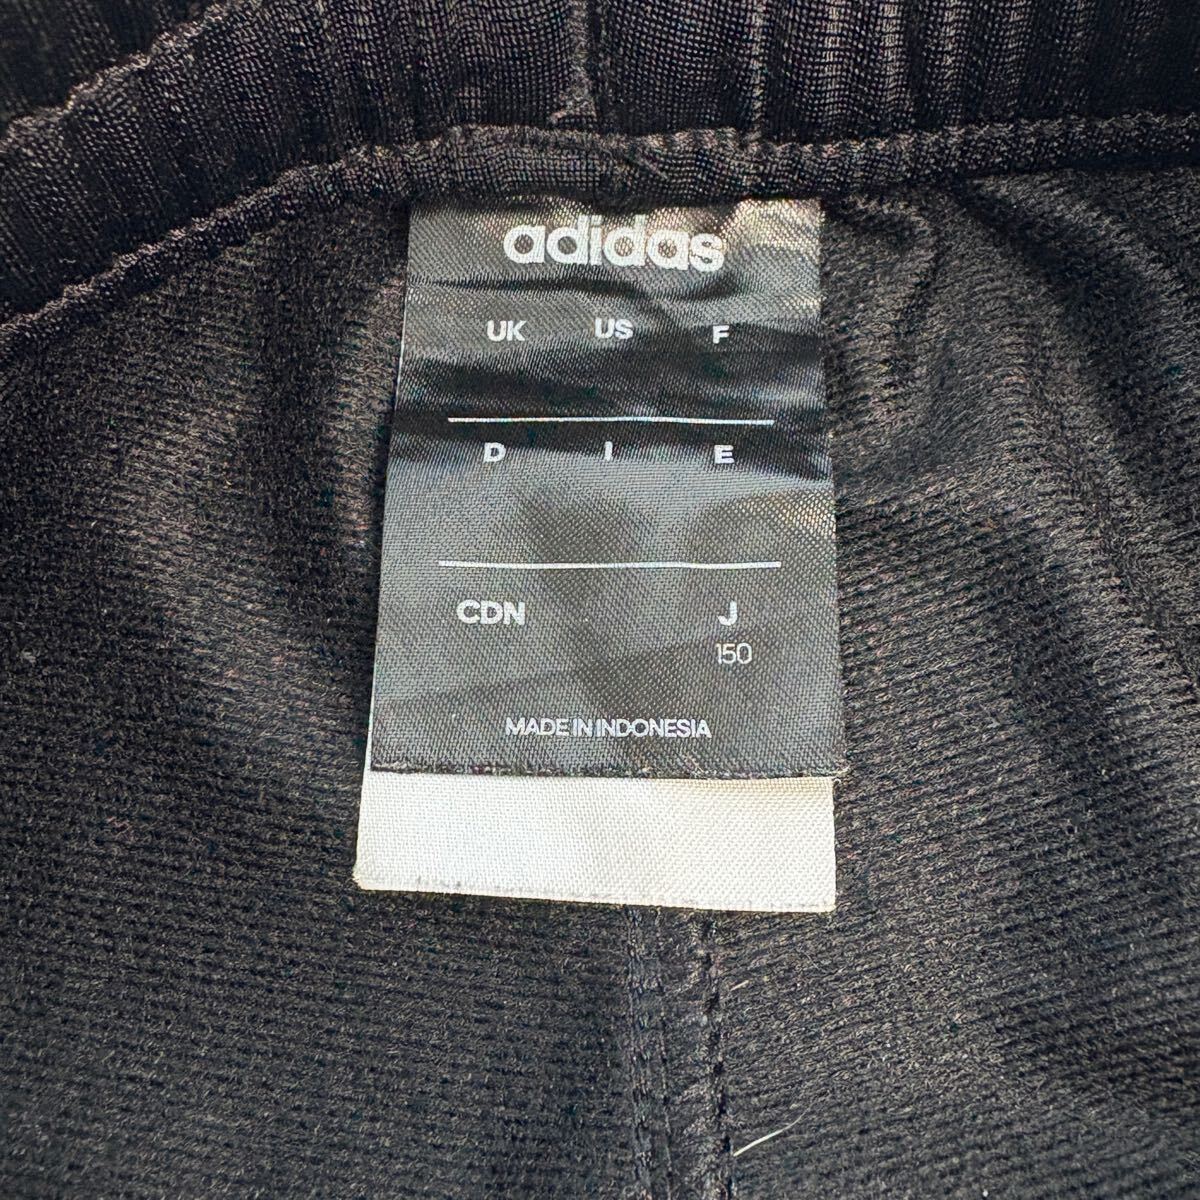 adidas
UK US F
D I E
CDN J
150
MADE IN INDONESIA